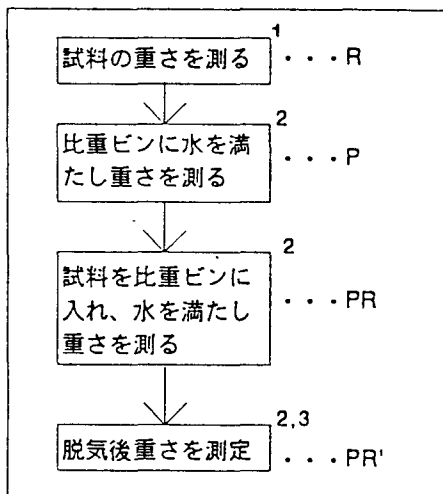 1
試料の重さを測る ・・・R
2
比重ビンに水を満
たし重さを測る ・・・P
2
試料を比重ビンに
入れ、水を満たし ・・・PR
重さを測る
2,3
脱気後重さを測定 ・・・PR'